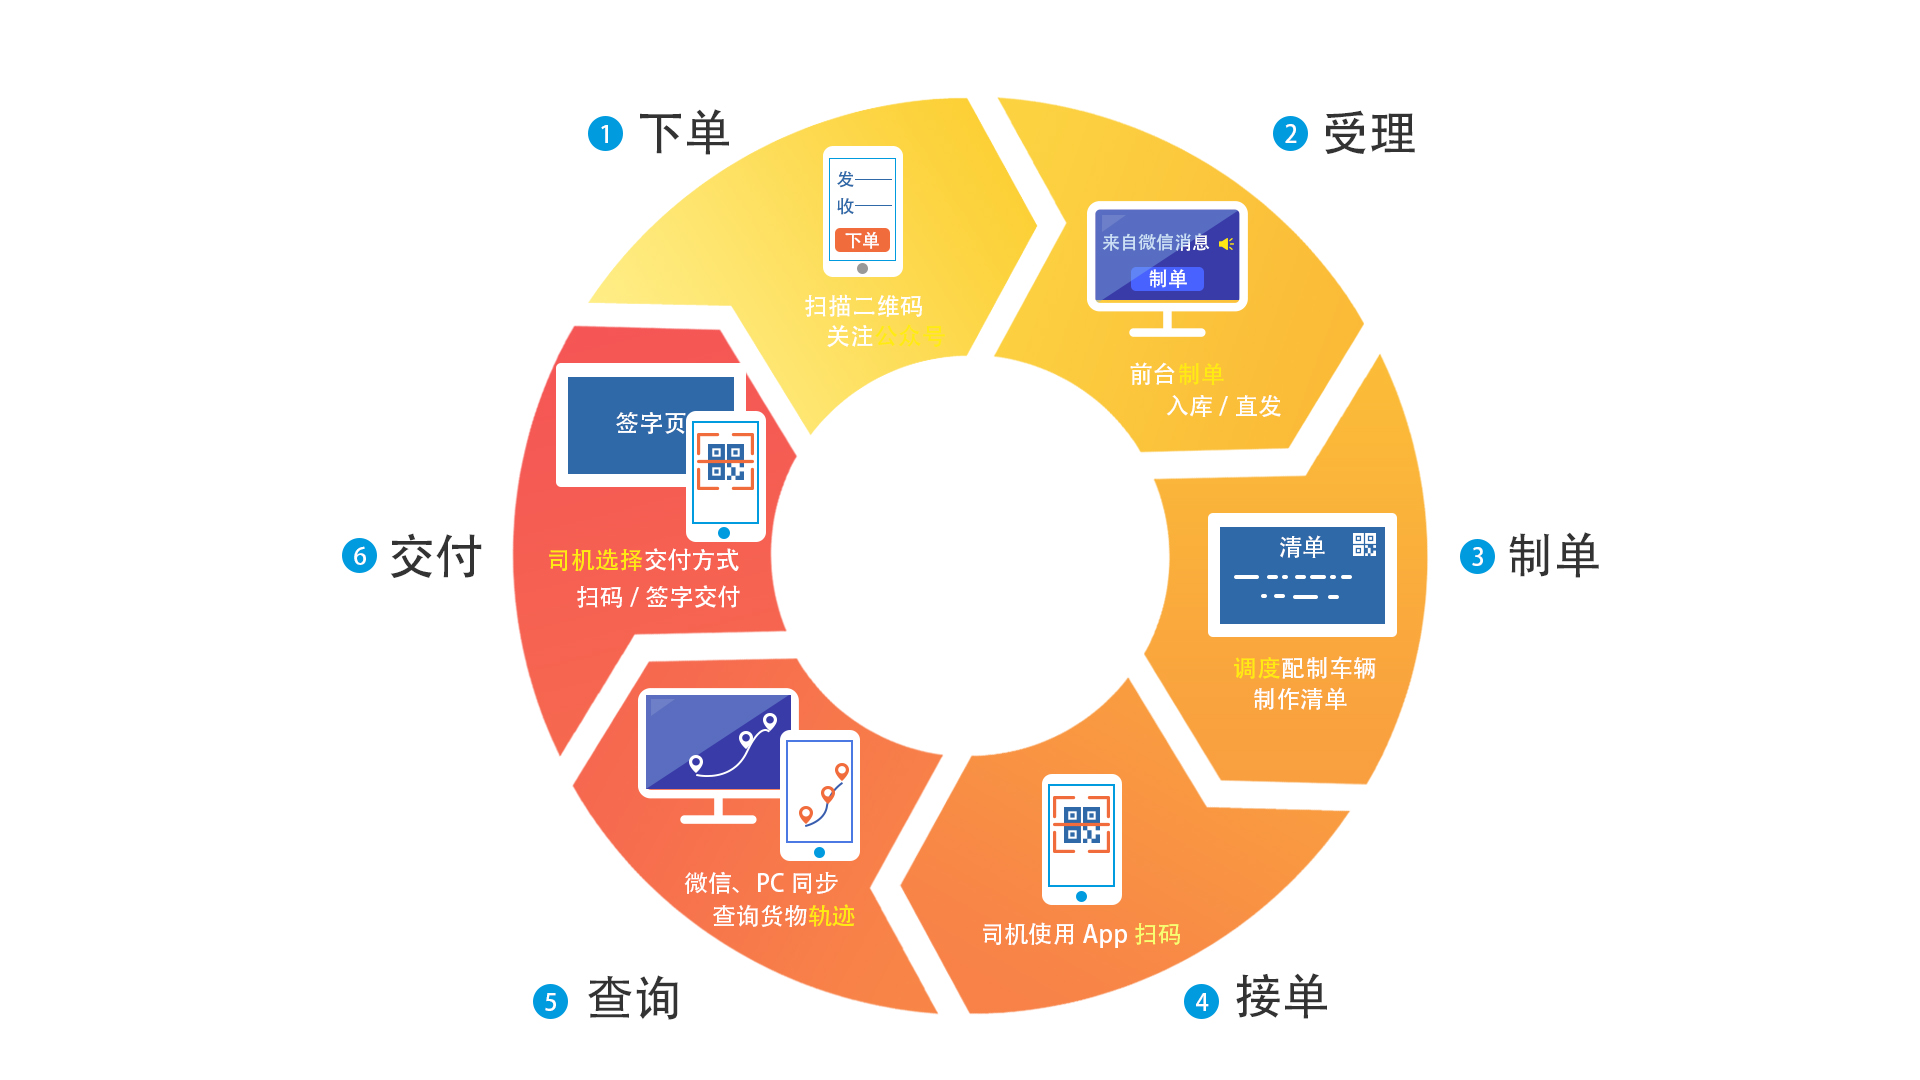 1 下单
发
收
下单
扫描二维码
关注公众号
2 受理
来自微信消息
制单
前台制单
入库 / 直发
3 制单
清单
调度配制车辆
制作清单
4 接单
司机使用 App 扫码
5 查询
微信、PC 同步
查询货物轨迹
6 交付
签字页
司机选择交付方式
扫码 / 签字交付